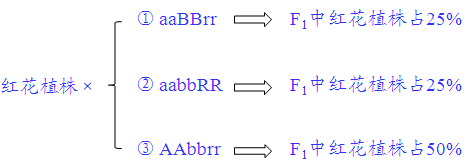 ① aaBBrr ⇨ F₁中红花植株占25%
红花植株 × ② aabbRR ⇨ F₁中红花植株占25%
③ AAbbrr ⇨ F₁中红花植株占50%